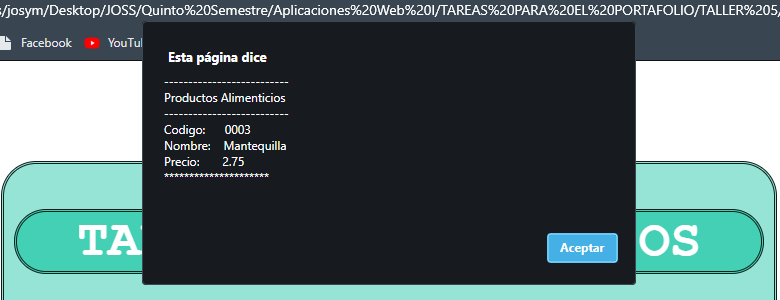 s/josym/Desktop/JOSS/Quinto%20Semestre/Aplicaciones%20Web%20I/TAREAS%20PARA%20EL%20PORTAFOLIO/TALLER%205/
Facebook YouTu
Esta página dice
-------------------------
Productos Alimenticios
-------------------------
Codigo: 0003
Nombre: Mantequilla
Precio: 2.75
*********************
Aceptar
TA OS